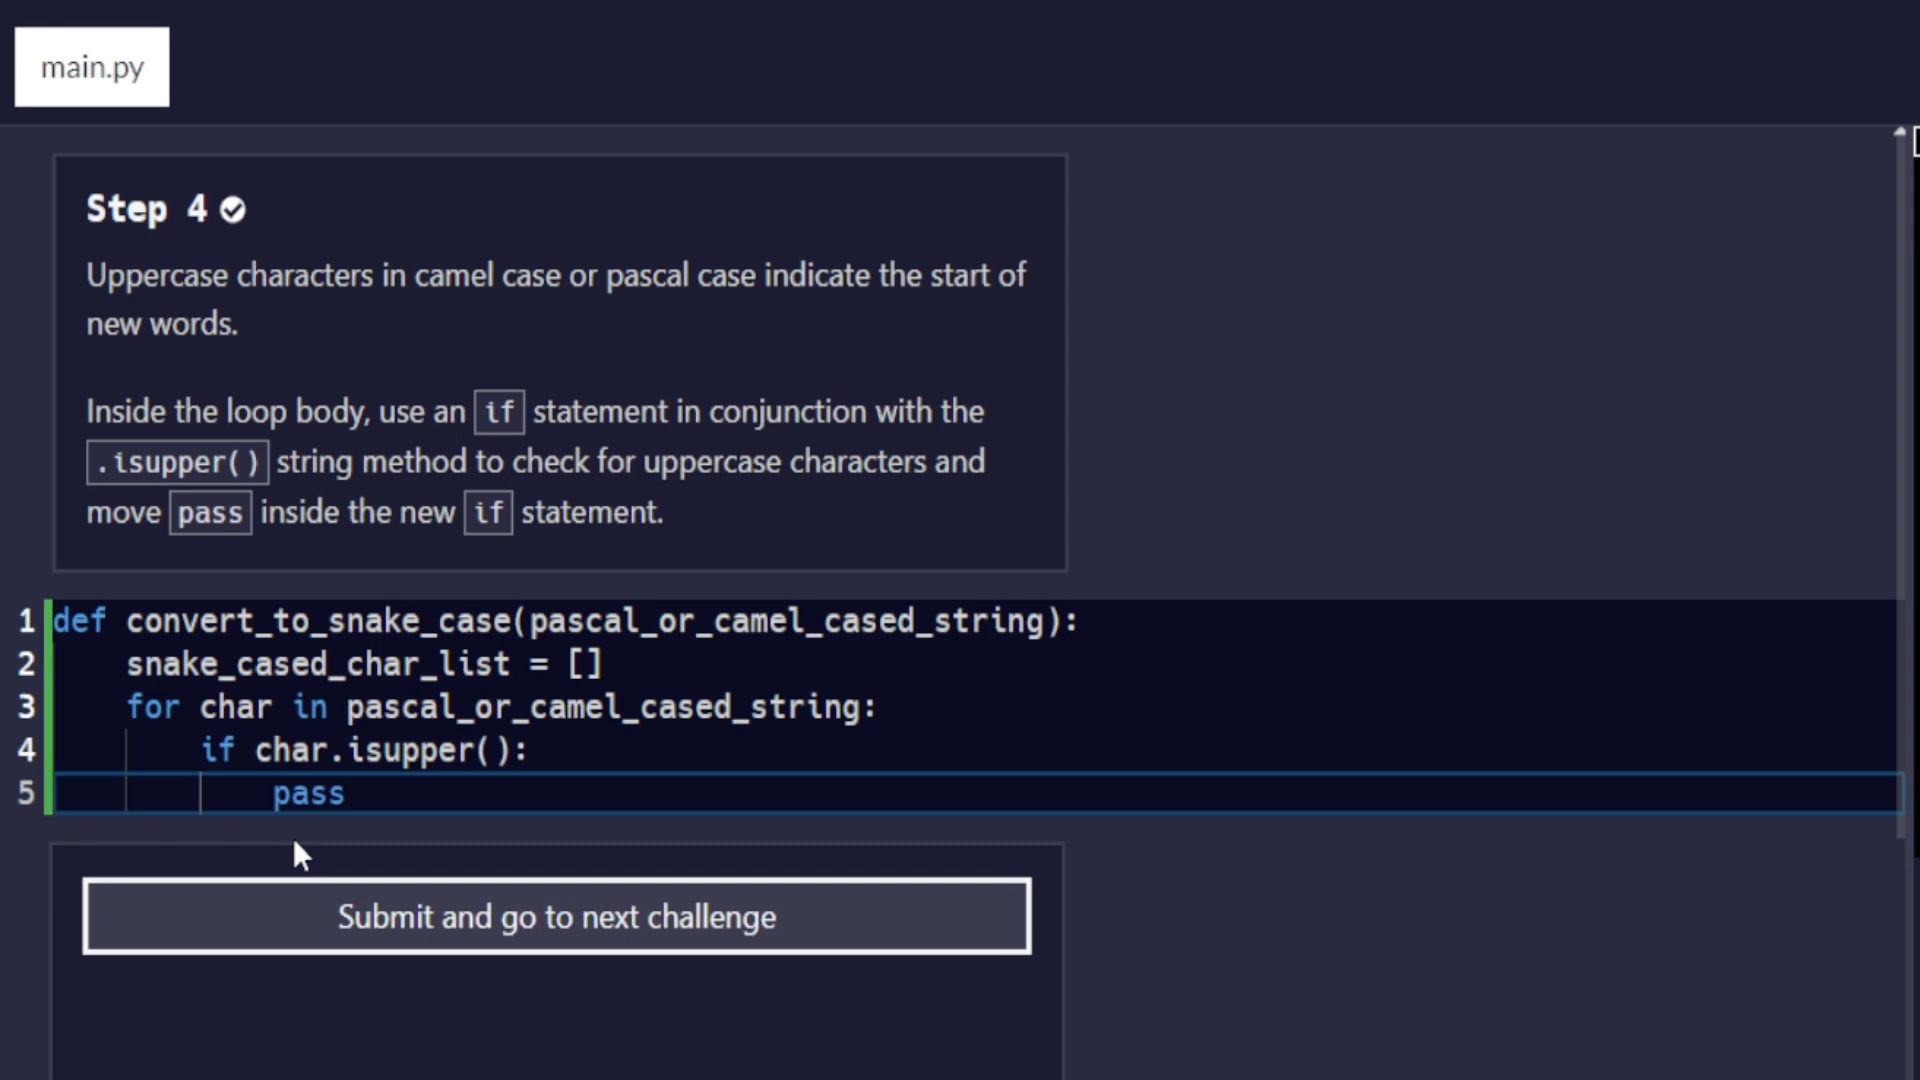 main.py
Step 4
Uppercase characters in camel case or pascal case indicate the start of
new words.
Inside the loop body, use an if statement in conjunction with the
.isupper() string method to check for uppercase characters and
move pass inside the new if statement.
1 def convert_to_snake_case(pascal_or_camel_cased_string):
2     snake_cased_char_list = []
3     for char in pascal_or_camel_cased_string:
4         if char.isupper():
5             pass
Submit and go to next challenge